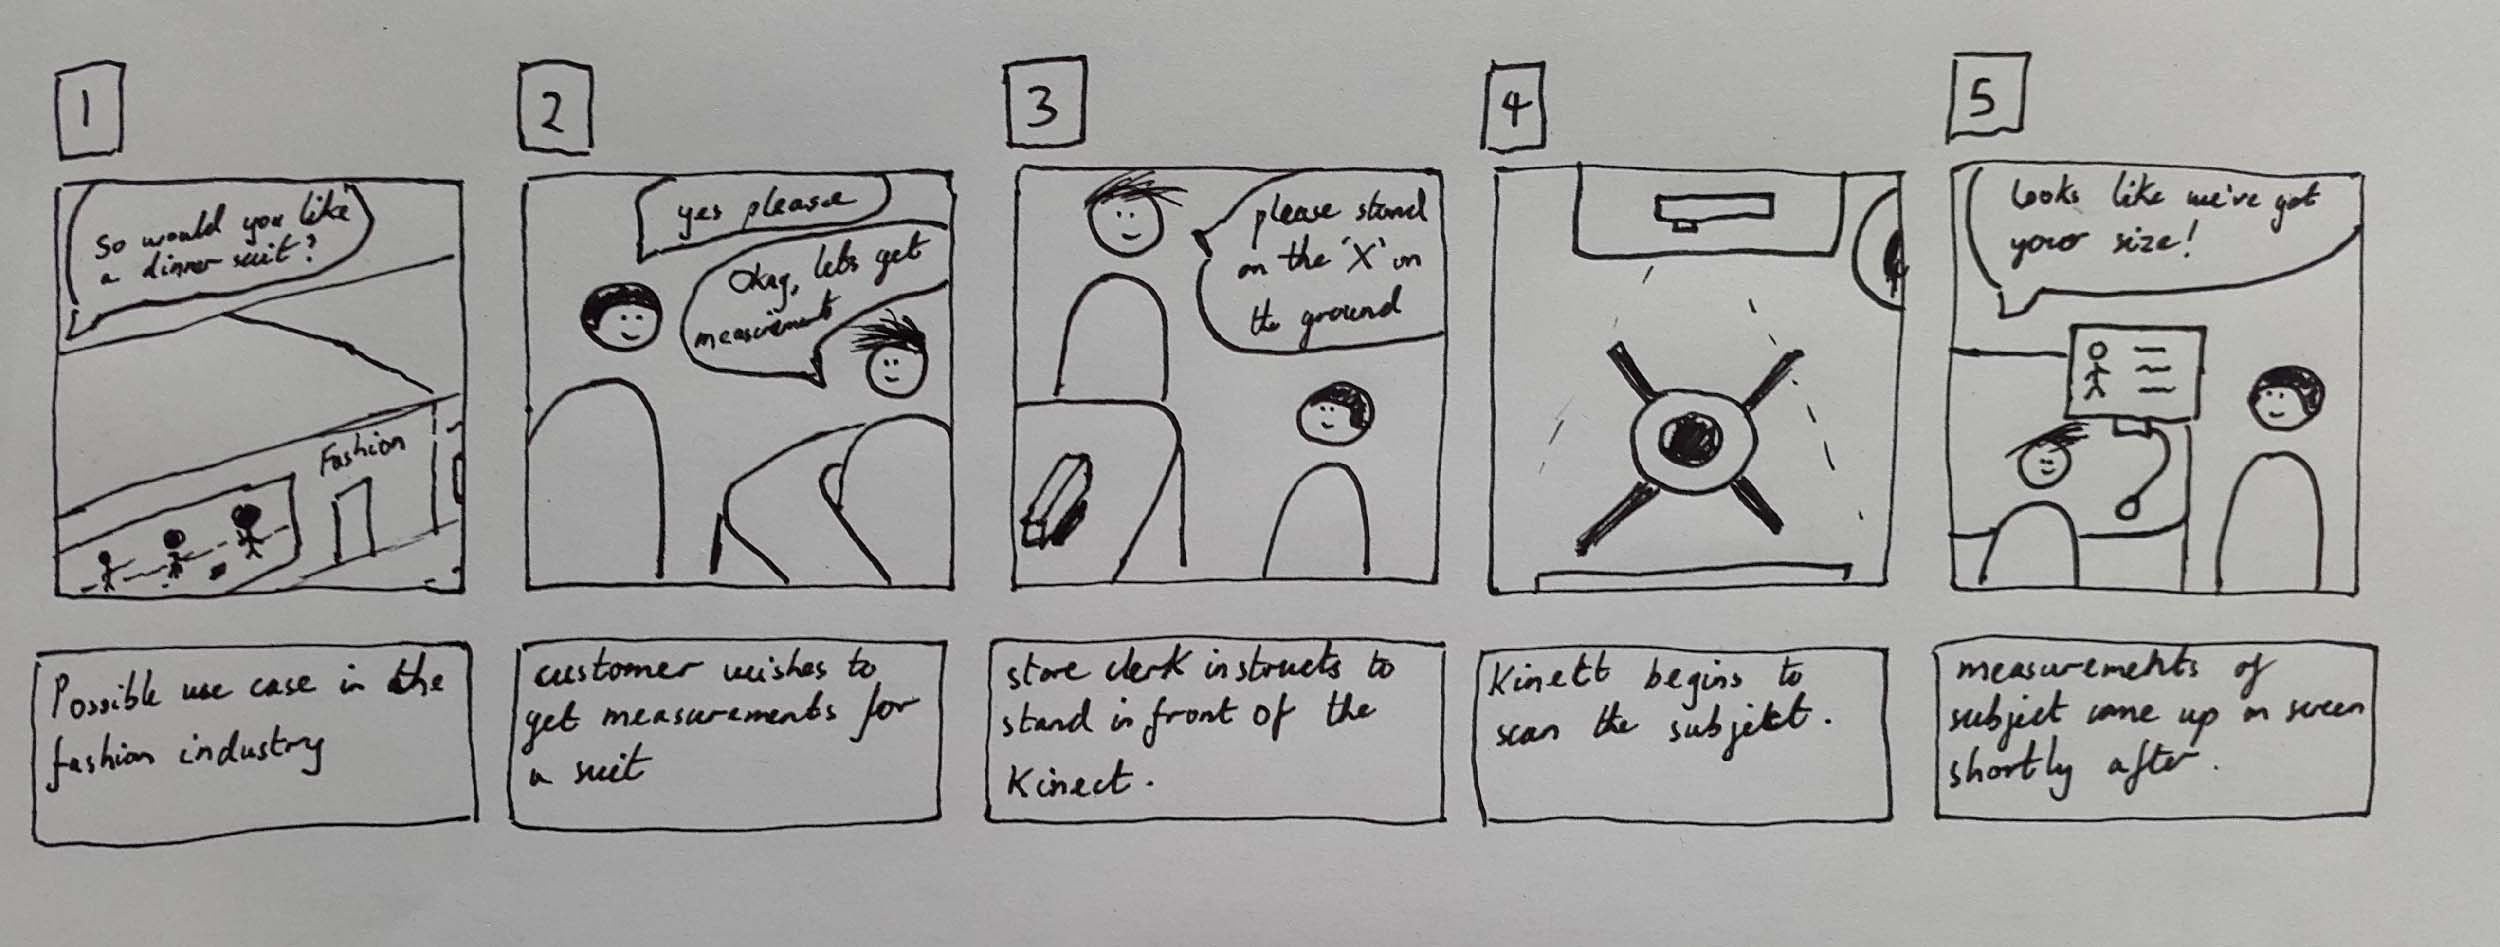 1
So would you like
a dinner suit?
Fashion
Possible use case in the
fashion industry
2
yes please
Okay, lets get
measurements
customer wishes to
get measurements for
a suit
3
please stand
on the 'X' on
the ground
store clerk instructs to
stand in front of the
Kinect.
4
Kinect begins to
scan the subject.
5
Looks like we've got
your size!
measurements of
subject come up on screen
shortly after.